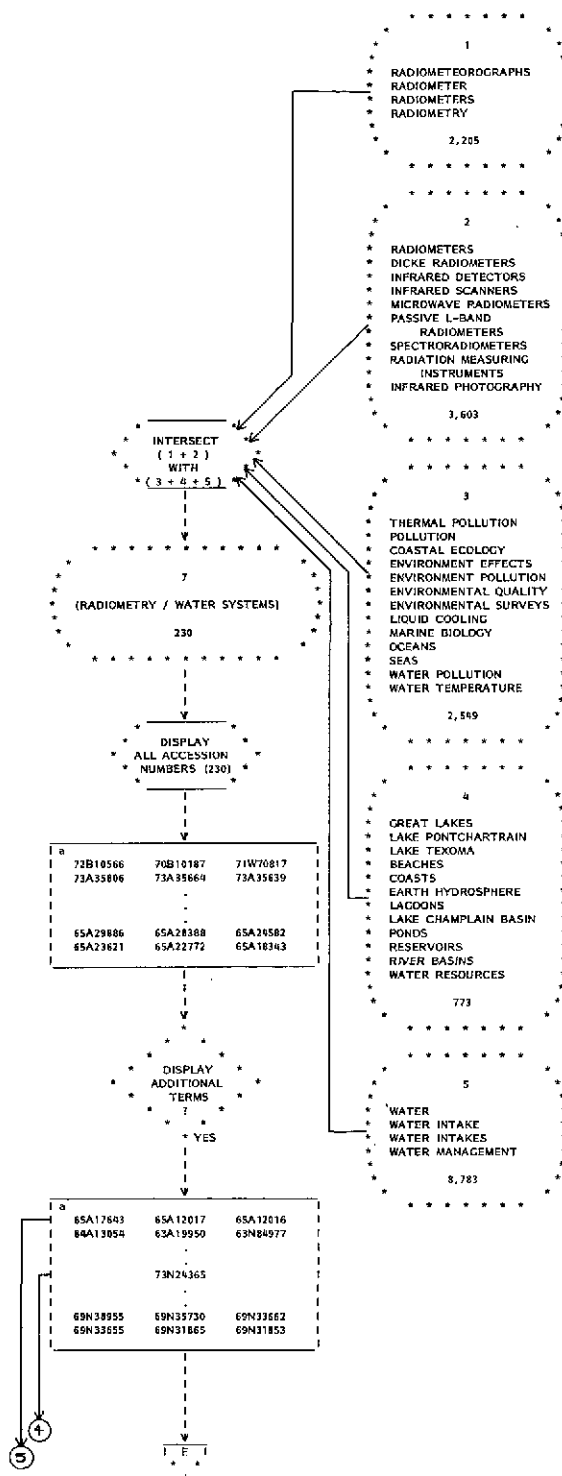 1
RADIOMETEOROGRAPHS
RADIOMETER
RADIOMETERS
RADIOMETRY
2,205
2
RADIOMETERS
DICKE RADIOMETERS
INFRARED DETECTORS
INFRARED SCANNERS
MICROWAVE RADIOMETERS
PASSIVE L-BAND
RADIOMETERS
SPECTRORADIOMETERS
RADIATION MEASURING
INSTRUMENTS
INFRARED PHOTOGRAPHY
3,603
INTERSECT
( 1 + 2 )
WITH
( 3 + 4 + 5 )
3
THERMAL POLLUTION
POLLUTION
COASTAL ECOLOGY
ENVIRONMENT EFFECTS
ENVIRONMENT POLLUTION
ENVIRONMENTAL QUALITY
ENVIRONMENTAL SURVEYS
LIQUID COOLING
MARINE BIOLOGY
OCEANS
SEAS
WATER POLLUTION
WATER TEMPERATURE
2,549
7
(RADIOMETRY / WATER SYSTEMS)
230
DISPLAY
ALL ACCESSION
NUMBERS (230)
4
GREAT LAKES
LAKE PONTCHARTRAIN
LAKE TEXOMA
BEACHES
COASTS
EARTH HYDROSPHERE
LAGOONS
LAKE CHAMPLAIN BASIN
PONDS
RESERVOIRS
RIVER BASINS
WATER RESOURCES
773
a
72B10566 70B10187 71W70817
73A35806 73A35664 73A35639
.
.
.
65A29886 65A28388 65A24582
65A23621 65A22772 65A18343
DISPLAY
ADDITIONAL
TERMS
?
YES
5
WATER
WATER INTAKE
WATER INTAKES
WATER MANAGEMENT
8,783
a
65A17643 65A12017 65A12016
64A13054 63A19950 63N84977
.
.
73N24365
.
.
69N38955 69N35730 69N33662
69N33655 69N31865 69N31853
4
5
E